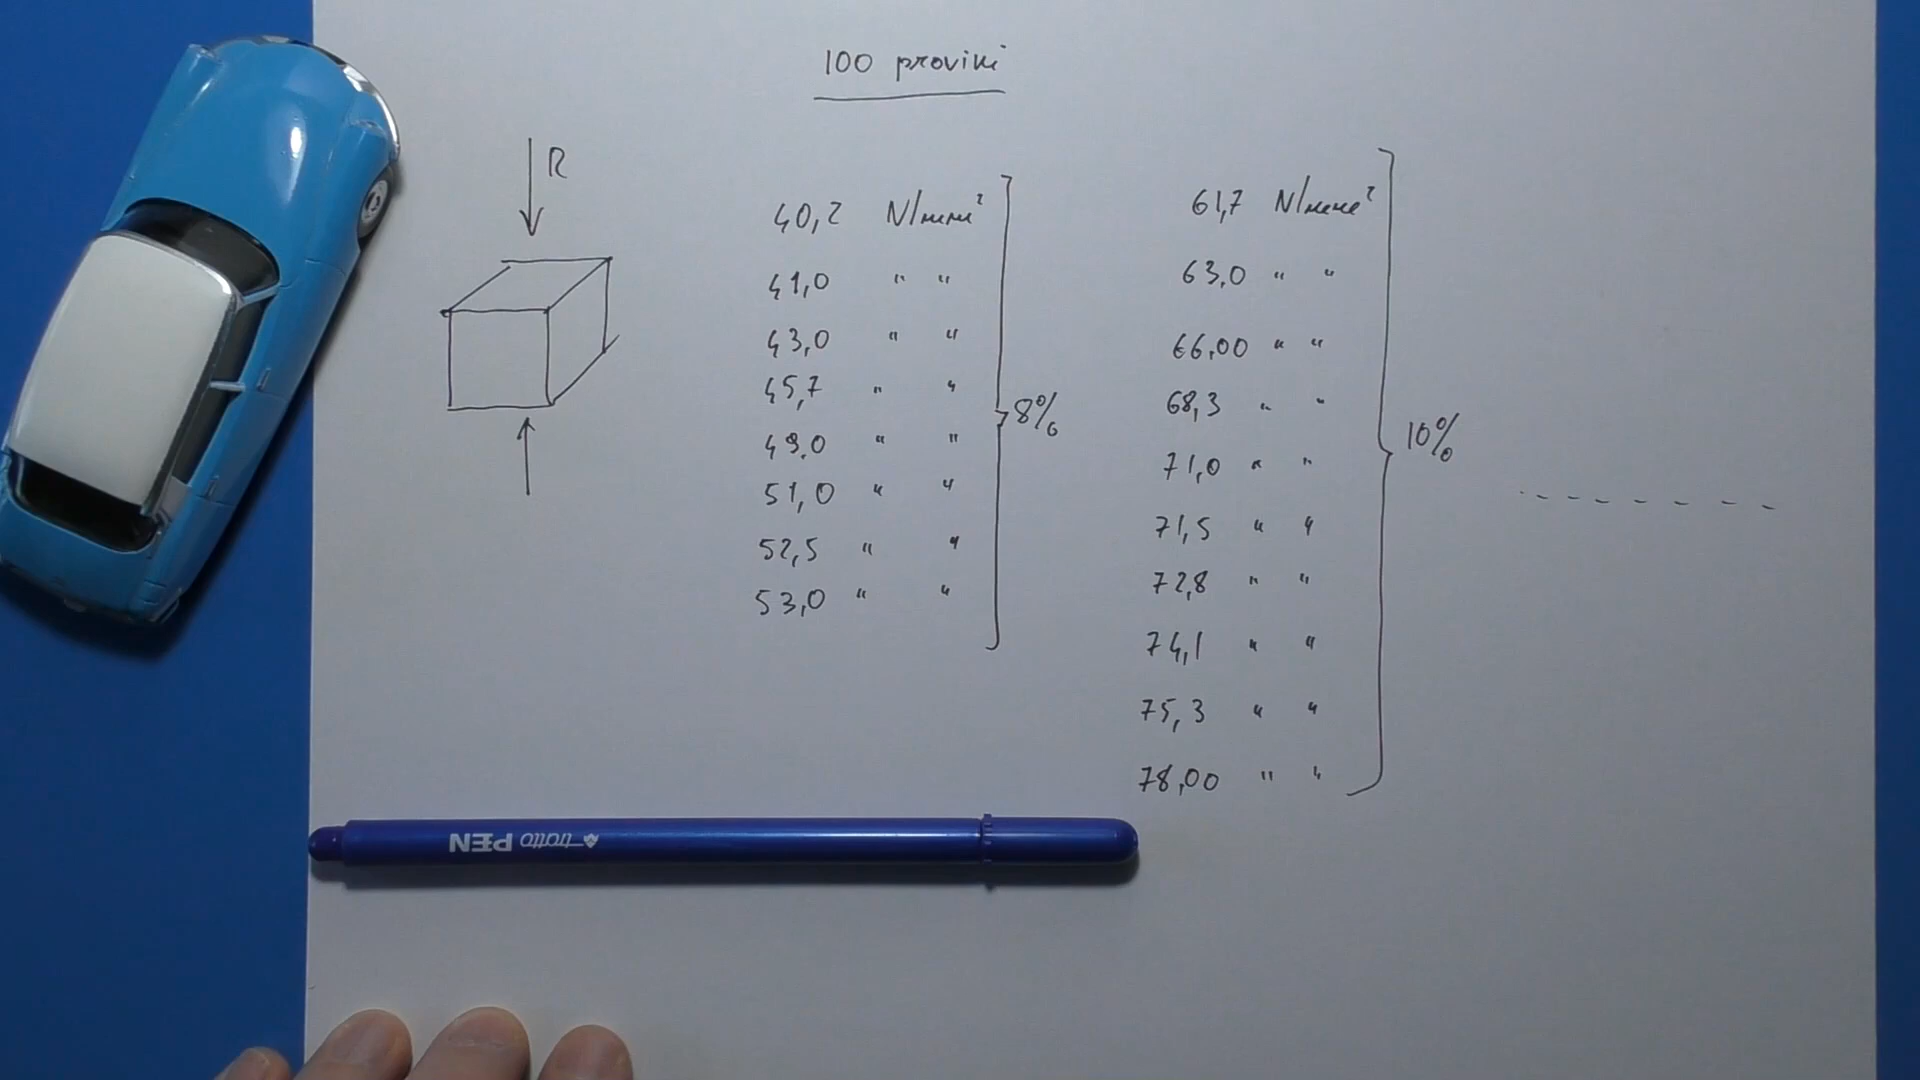 100 provini
R
40,2 N/mm²
41,0 " "
43,0 " "
45,7 " "
49,0 " "
51,0 " "
52,5 " "
53,0 " "
8%
61,7 N/mm²
63,0 " "
66,00 " "
68,3 " "
71,0 " "
71,5 " "
72,8 " "
74,1 " "
75,3 " "
78,00 " "
10%
tratto PEN